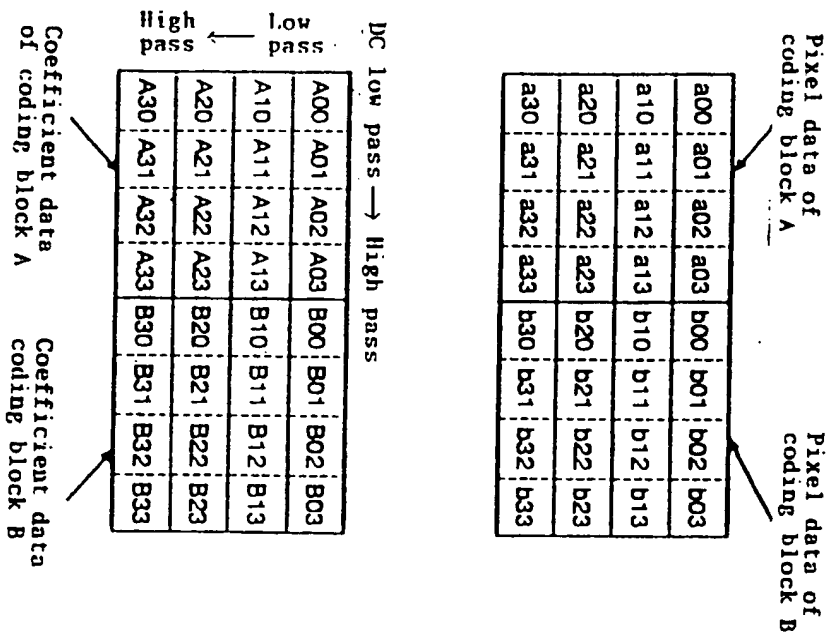 Pixel data of
coding block A
Pixel data of
coding block B
a00 a01 a02 a03 b00 b01 b02 b03
a10 a11 a12 a13 b10 b11 b12 b13
a20 a21 a22 a23 b20 b21 b22 b23
a30 a31 a32 a33 b30 b31 b32 b33
DC low pass → High pass
Low
pass
High
pass
A00 A01 A02 A03 B00 B01 B02 B03
A10 A11 A12 A13 B10 B11 B12 B13
A20 A21 A22 A23 B20 B21 B22 B23
A30 A31 A32 A33 B30 B31 B32 B33
Coefficient data
of coding block A
Coefficient data
coding block B